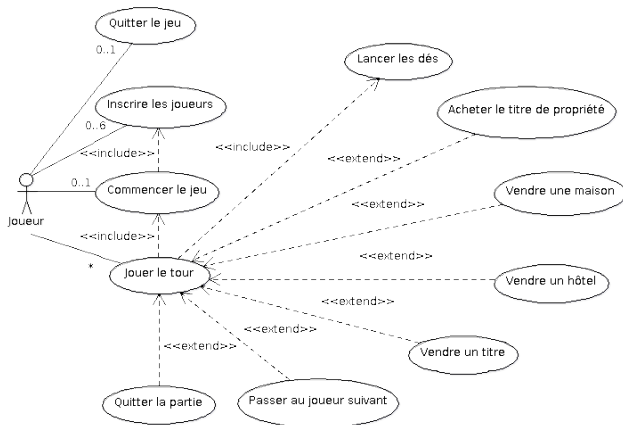 Quitter le jeu
0..1
Lancer les dés
Inscrire les joueurs
Acheter le titre de propriété
0..6
<<include>>
<<include>>
<<extend>>
Commencer le jeu
0..1
Vendre une maison
<<extend>>
Joueur
<<include>>
<<extend>>
*
Jouer le tour
Vendre un hôtel
<<extend>>
<<extend>>
<<extend>>
Vendre un titre
Quitter la partie
Passer au joueur suivant